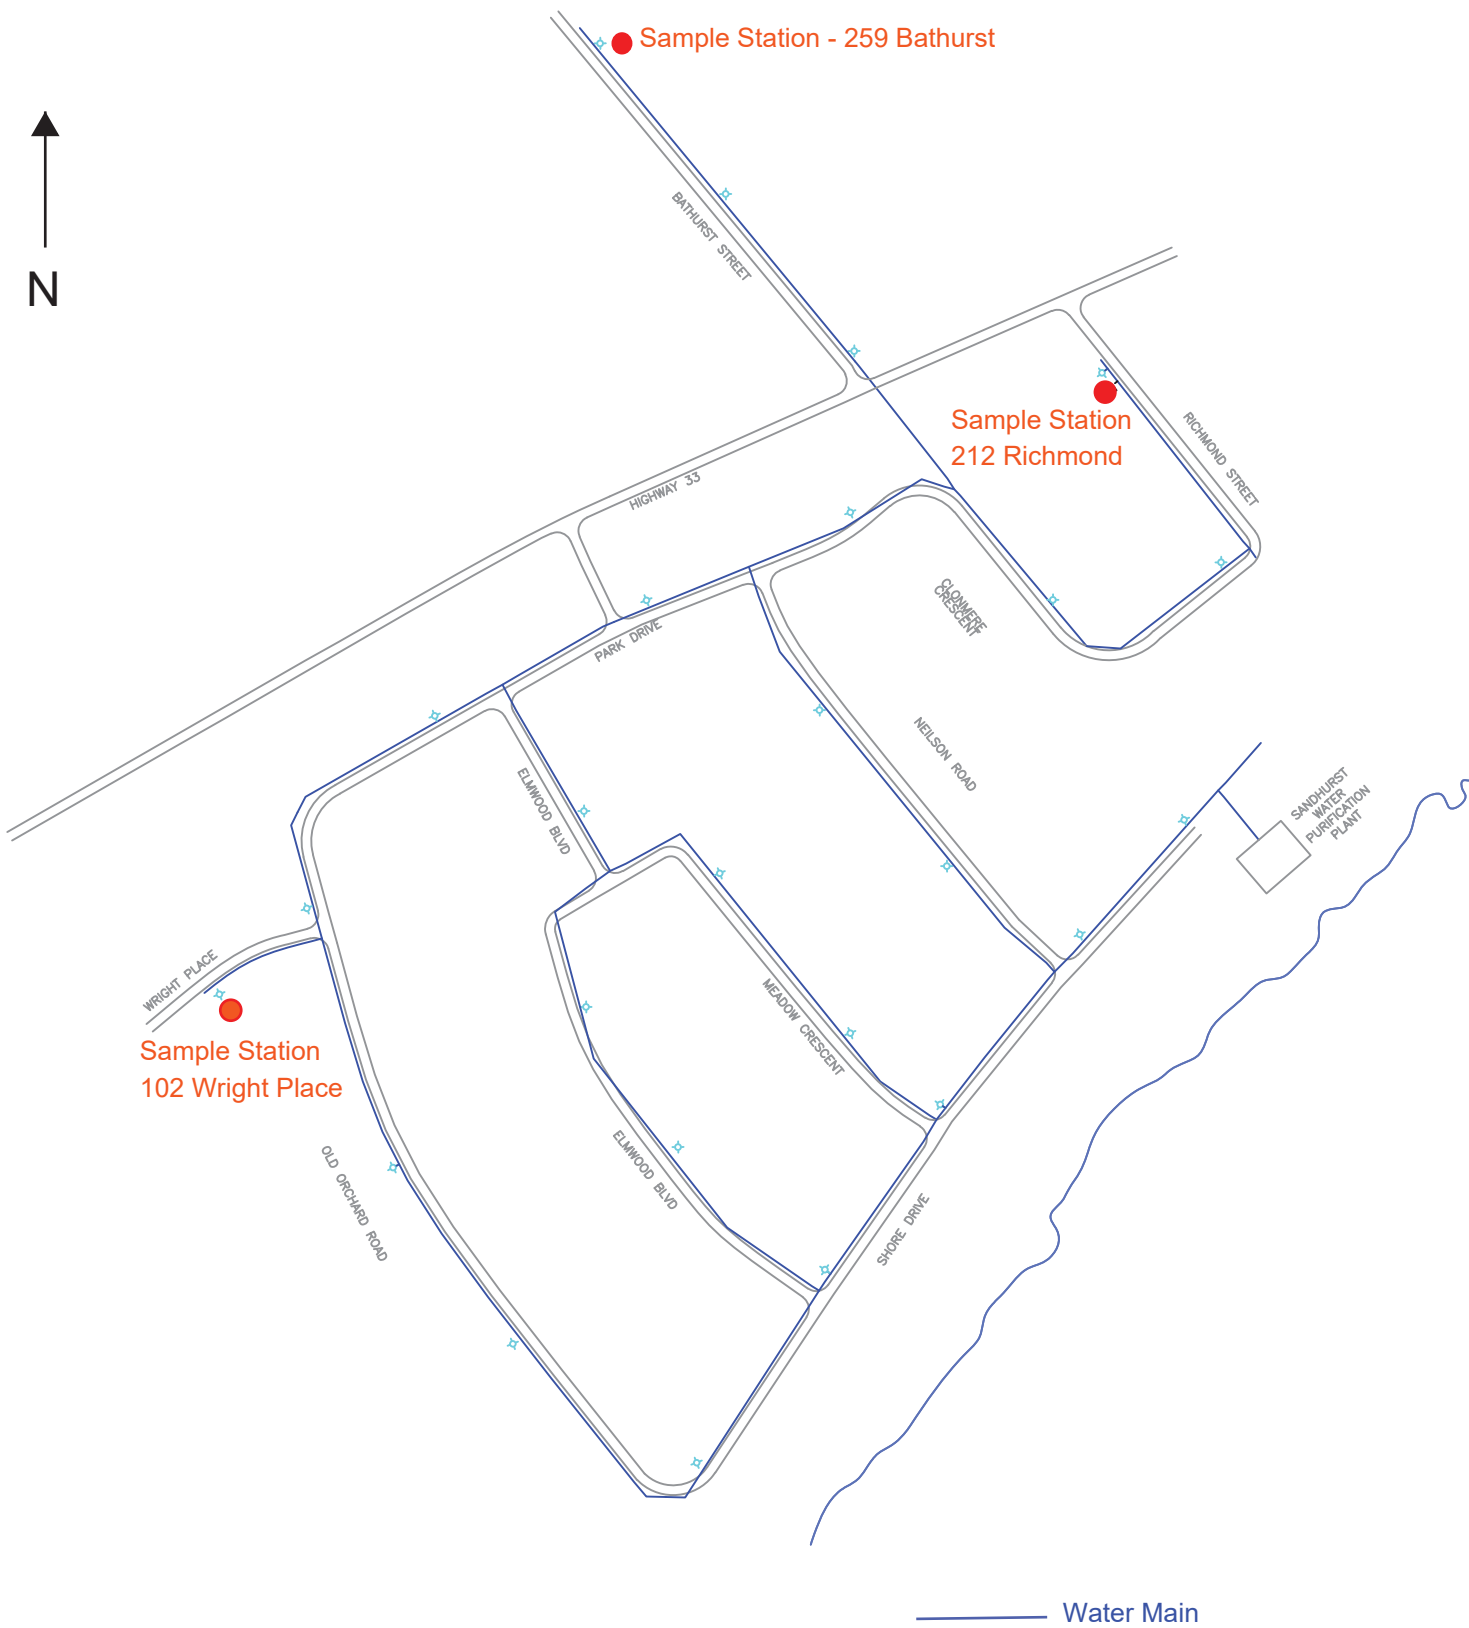 Sample Station - 259 Bathurst
BATHURST STREET
N
Sample Station
212 Richmond
RICHMOND STREET
HIGHWAY 33
CLONMERE
CRESCENT
PARK DRIVE
NEILSON ROAD
ELMWOOD BLVD
SANDHURST
WATER
PURIFICATION
PLANT
WRIGHT PLACE
MEADOW CRESCENT
Sample Station
102 Wright Place
OLD ORCHARD ROAD
ELMWOOD BLVD
SHORE DRIVE
Water Main